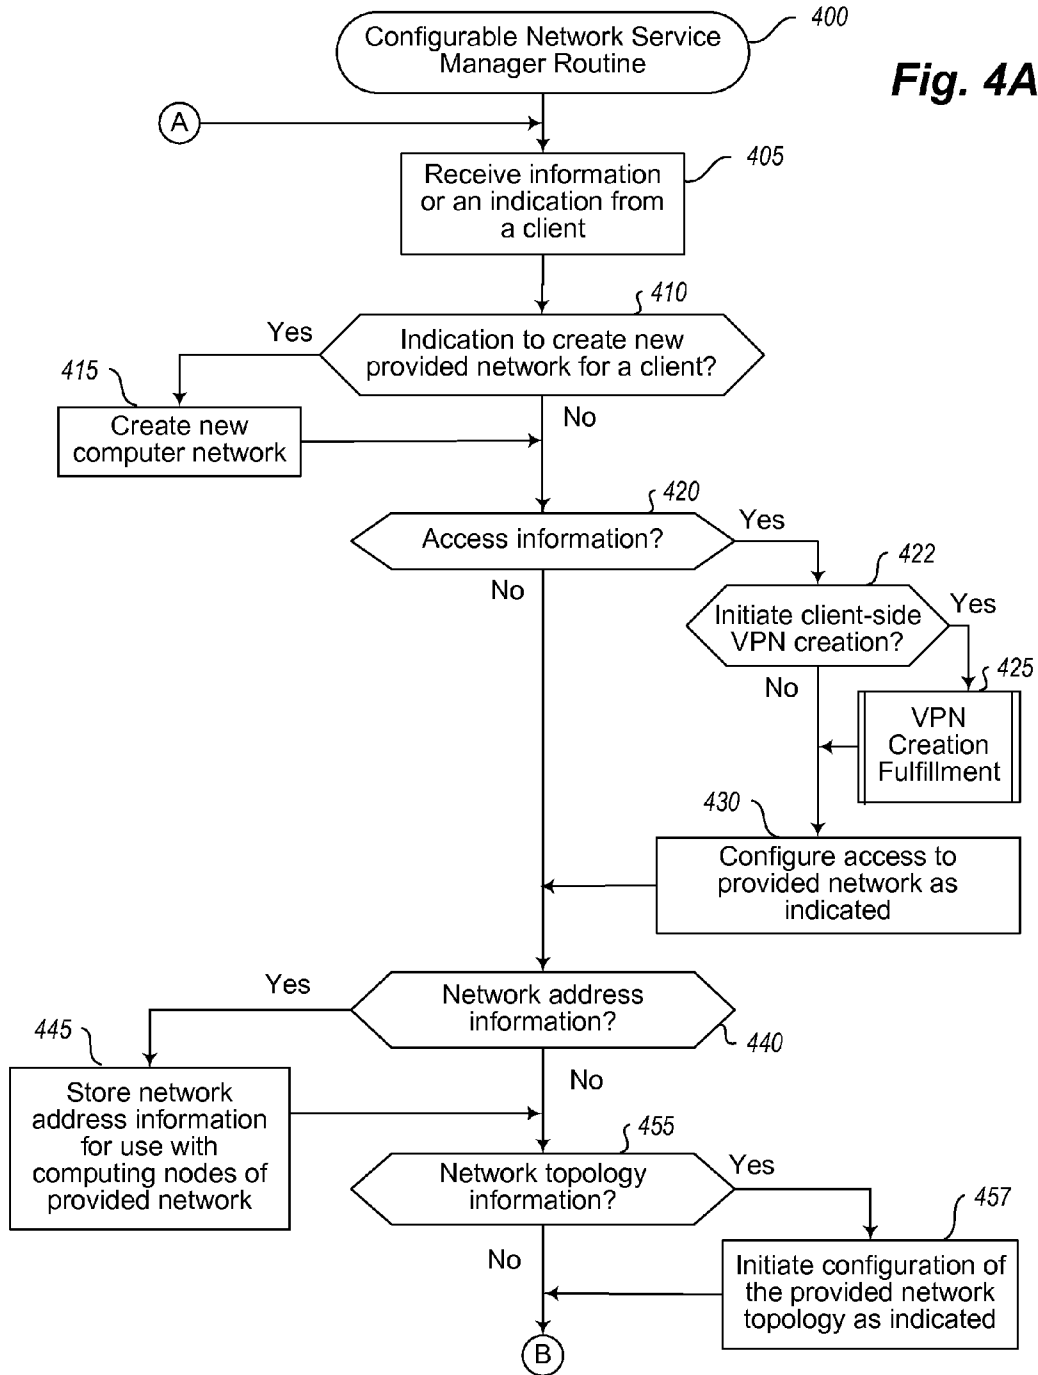 Configurable Network Service
Manager Routine
400
Fig. 4A
A
Receive information
or an indication from
a client
405
410
Yes
Indication to create new
provided network for a client?
415
No
Create new
computer network
420
Access information?
Yes
422
No
Initiate client-side
VPN creation?
Yes
No
425
VPN
Creation
Fulfillment
430
Configure access to
provided network as
indicated
Yes
Network address
information?
440
445
No
Store network
address information
for use with
computing nodes of
provided network
455
Network topology
information?
Yes
457
No
Initiate configuration of
the provided network
topology as indicated
B